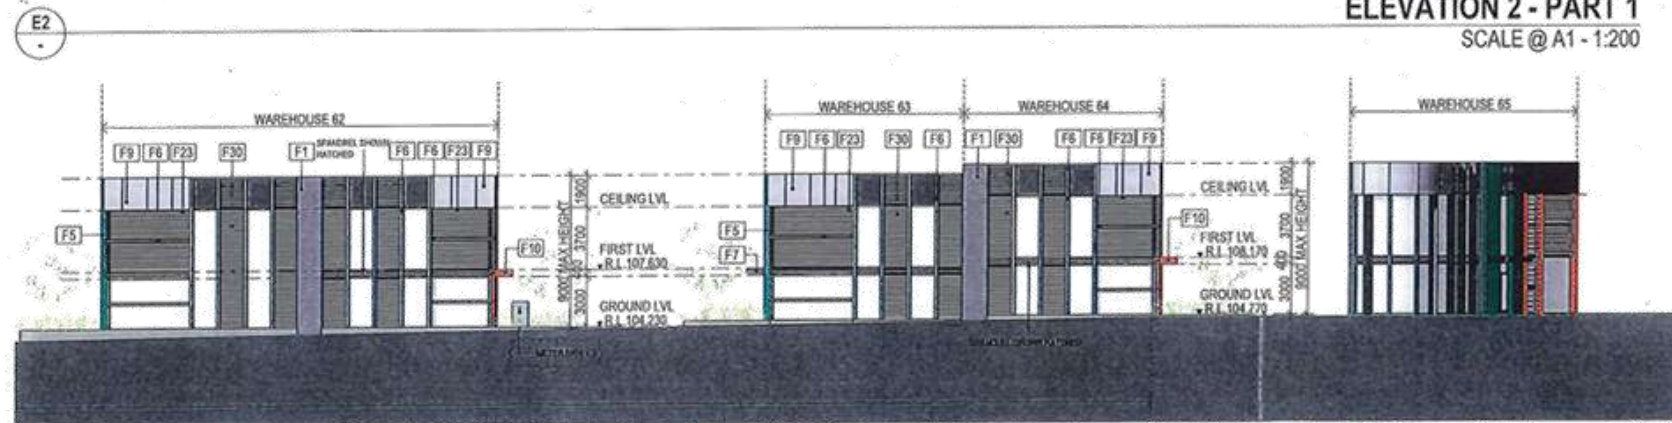 ELEVATION 2 - PART 1
E2
-
SCALE @ A1 - 1:200
WAREHOUSE 62
WAREHOUSE 63
WAREHOUSE 64
WAREHOUSE 65
F9 F6 F23 F30 F1 SPANDREL SHOWN HATCHED F6 F6 F23 F9
F9 F6 F23 F30 F6 F1 F30 F6 F6 F23 F9
CEILING LVL
1900
9000 MAX HEIGHT
3700
400
3000
F5
F10
FIRST LVL
R.L 107.630
GROUND LVL
R.L 104.230
F5
F7
CEILING LVL
1900
9000 MAX HEIGHT
3700
400
3000
F10
FIRST LVL
R.L 108.170
GROUND LVL
R.L 104.770